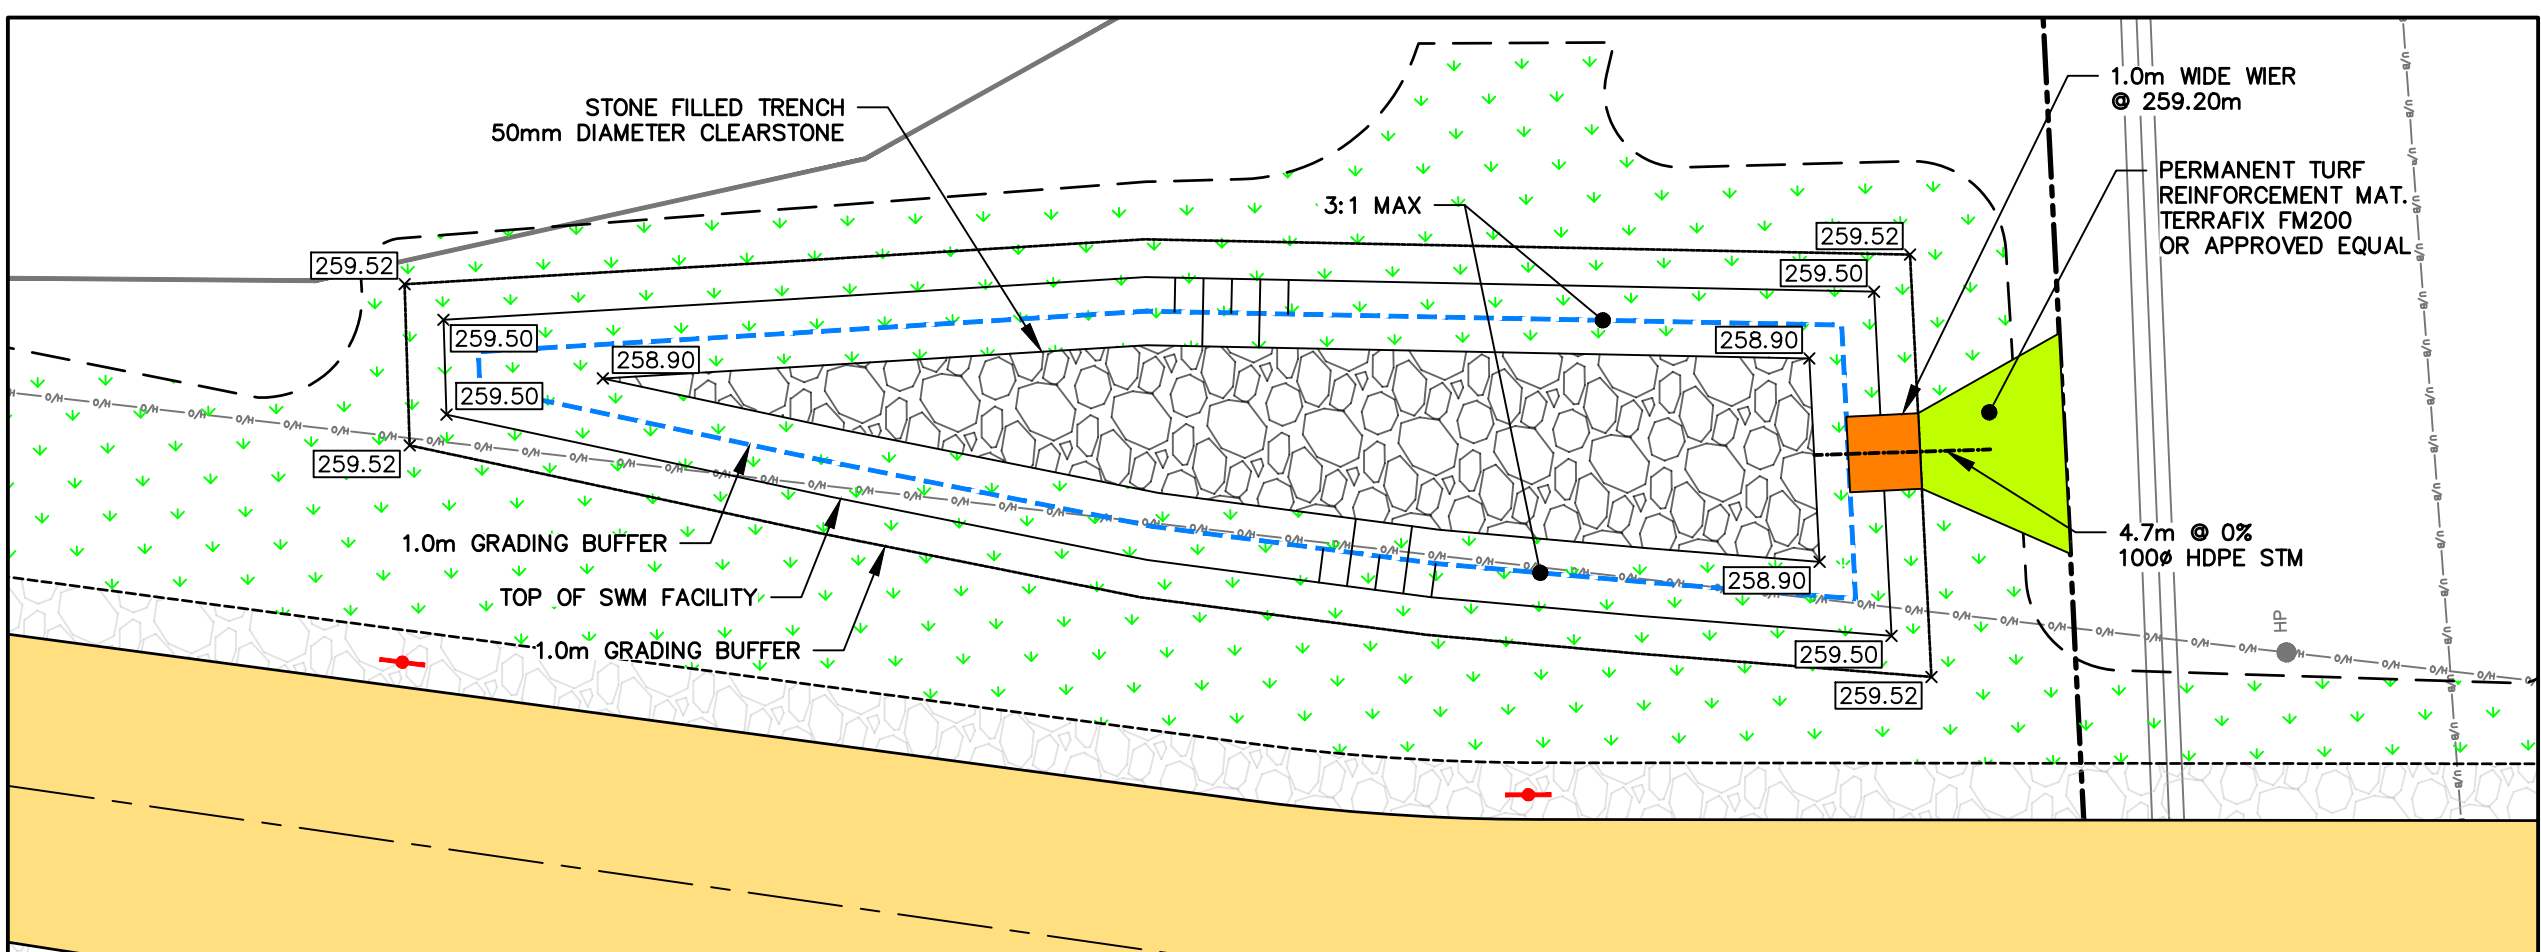 1.0m WIDE WIER
@ 259.20m
STONE FILLED TRENCH
50mm DIAMETER CLEARSTONE
PERMANENT TURF
REINFORCEMENT MAT.
TERRAFIX FM200
OR APPROVED EQUAL
3:1 MAX
259.52
259.52
259.50
259.50
258.90
258.90
259.50
259.52
1.0m GRADING BUFFER
4.7m @ 0%
100ø HDPE STM
258.90
TOP OF SWM FACILITY
1.0m GRADING BUFFER
259.50
259.52
HP
O/H
U/B